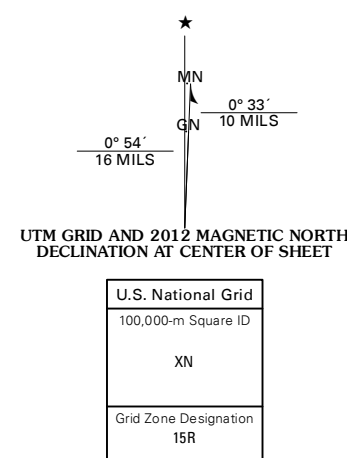 ★
MN
0° 33´
10 MILS
GN
0° 54´
16 MILS
UTM GRID AND 2012 MAGNETIC NORTH
DECLINATION AT CENTER OF SHEET
U.S. National Grid
100,000-m Square ID
XN
Grid Zone Designation
15R